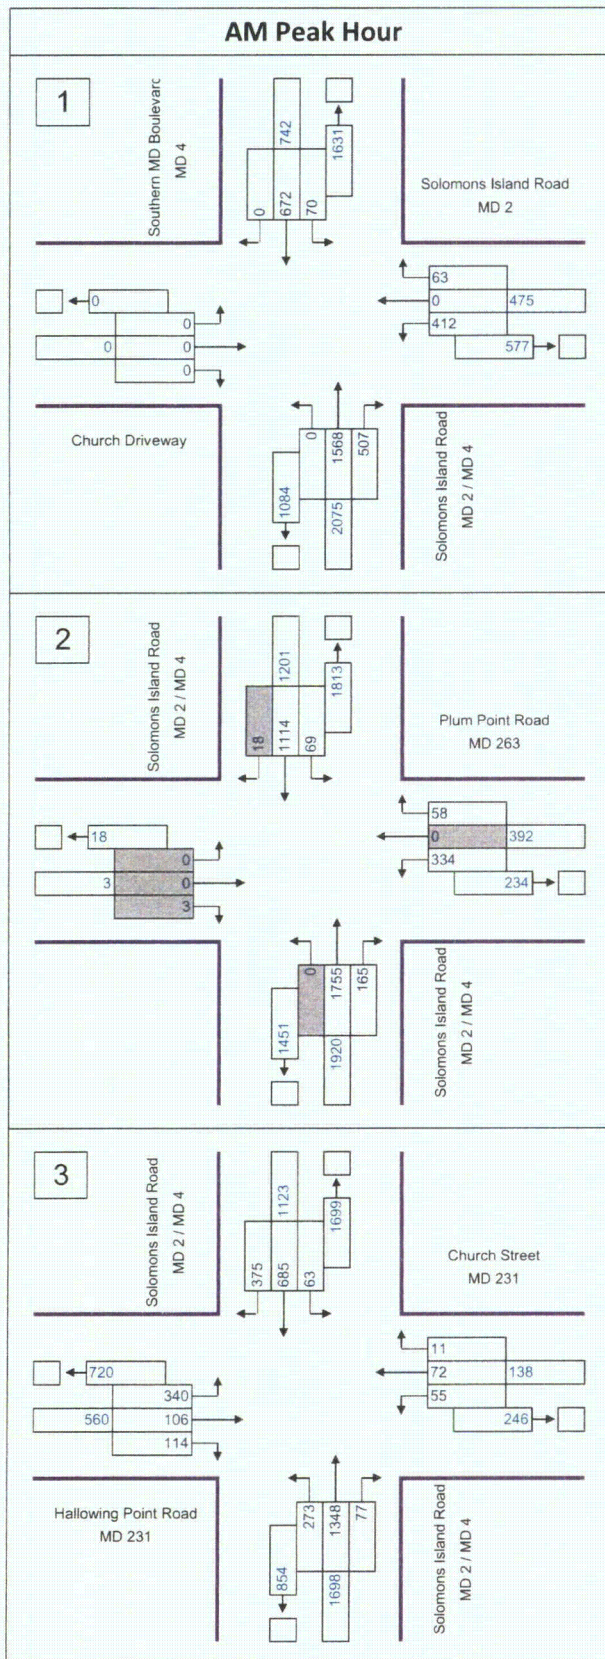 AM Peak Hour
1
Southern MD Boulevard
MD 4
742
1631
0
672
70
Solomons Island Road
MD 2
0
0
0
0
0
63
0
475
412
577
Church Driveway
0
1568
507
1084
2075
Solomons Island Road
MD 2 / MD 4
2
Solomons Island Road
MD 2 / MD 4
1201
1813
18
1114
69
Plum Point Road
MD 263
18
0
3
0
3
58
0
392
334
234
0
1755
165
1451
1920
Solomons Island Road
MD 2 / MD 4
3
Solomons Island Road
MD 2 / MD 4
1123
1699
375
685
63
Church Street
MD 231
720
340
560
106
114
11
72
138
55
246
Hallowing Point Road
MD 231
273
1348
77
854
1698
Solomons Island Road
MD 2 / MD 4